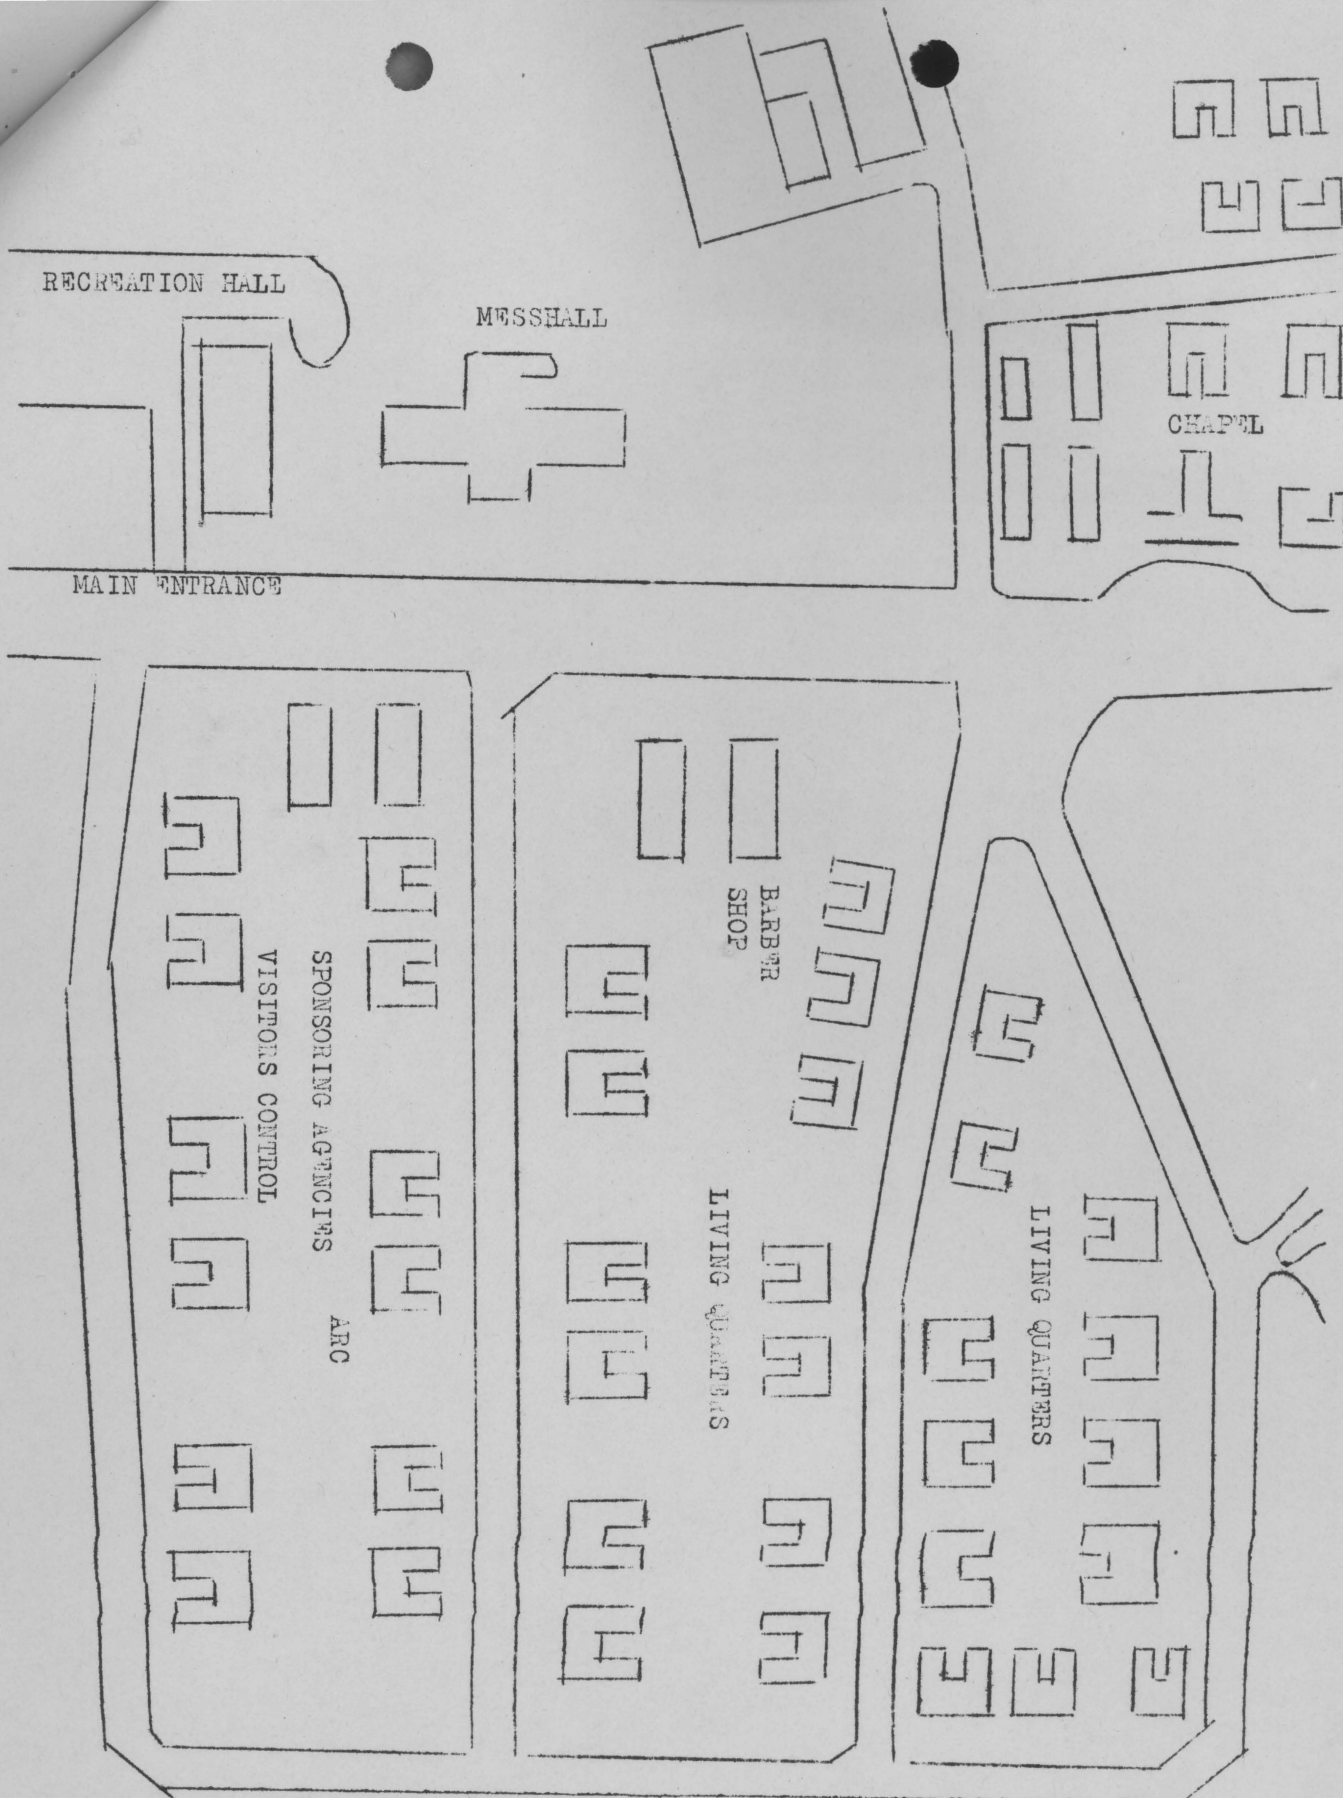 RECREATION HALL
MESSHALL
CHAPEL
MAIN ENTRANCE
BARBER
SHOP
SPONSORING AGENCIES
VISITORS CONTROL
LIVING QUARTERS
LIVING QUARTERS
ARC